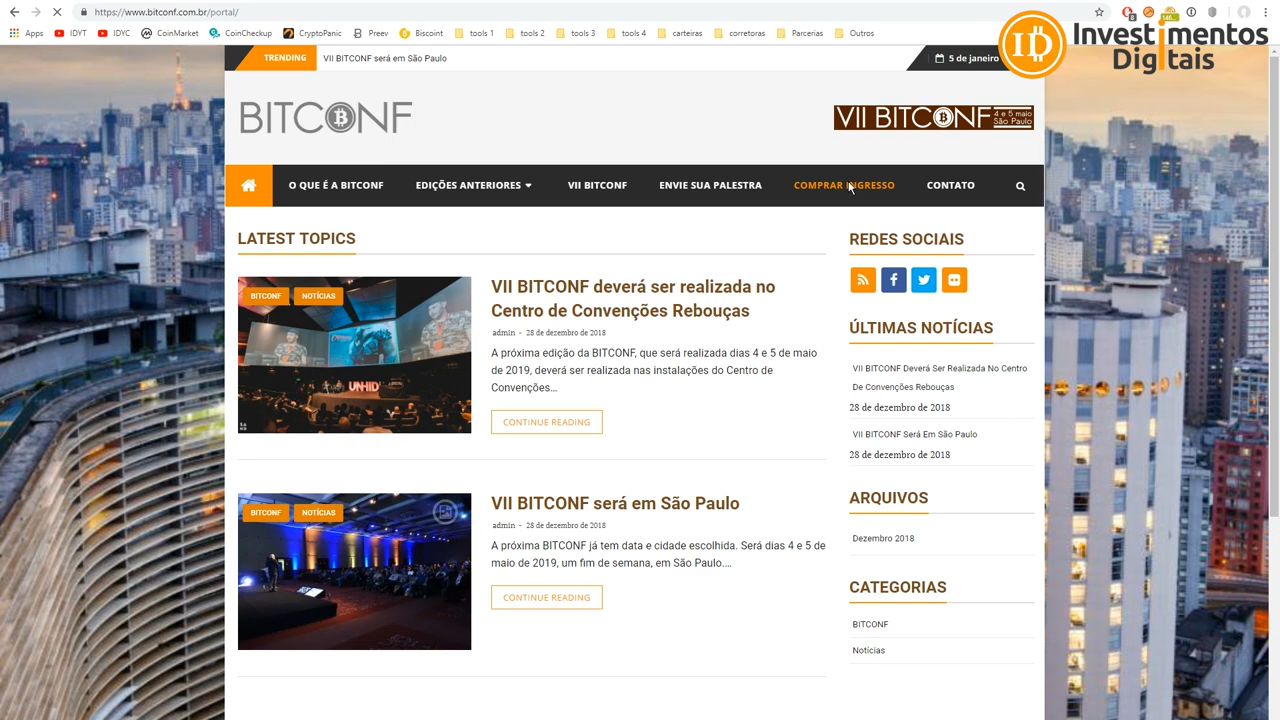 https://www.bitconf.com.br/portal/
Apps IDYT IDYC CoinMarket CoinCheckup CryptoPanic Preev Biscoint tools 1 tools 2 tools 3 tools 4 carteiras corretoras Parcerias Outros
Investimentos
Digitais
ID
TRENDING VII BITCONF será em São Paulo 5 de janeiro
BITCONF
VII BITCONF 4 e 5 maio
São Paulo
O QUE É A BITCONF EDIÇÕES ANTERIORES VII BITCONF ENVIE SUA PALESTRA COMPRAR INGRESSO CONTATO
LATEST TOPICS
BITCONF NOTÍCIAS
UNHID
VII BITCONF deverá ser realizada no
Centro de Convenções Rebouças
admin - 28 de dezembro de 2018
A próxima edição da BITCONF, que será realizada dias 4 e 5 de maio
de 2019, deverá ser realizada nas instalações do Centro de
Convenções...
CONTINUE READING
BITCONF NOTÍCIAS
VII BITCONF será em São Paulo
admin - 28 de dezembro de 2018
A próxima BITCONF já tem data e cidade escolhida. Será dias 4 e 5 de
maio de 2019, um fim de semana, em São Paulo....
CONTINUE READING
REDES SOCIAIS
ÚLTIMAS NOTÍCIAS
VII BITCONF Deverá Ser Realizada No Centro
De Convenções Rebouças
28 de dezembro de 2018
VII BITCONF Será Em São Paulo
28 de dezembro de 2018
ARQUIVOS
Dezembro 2018
CATEGORIAS
BITCONF
Notícias